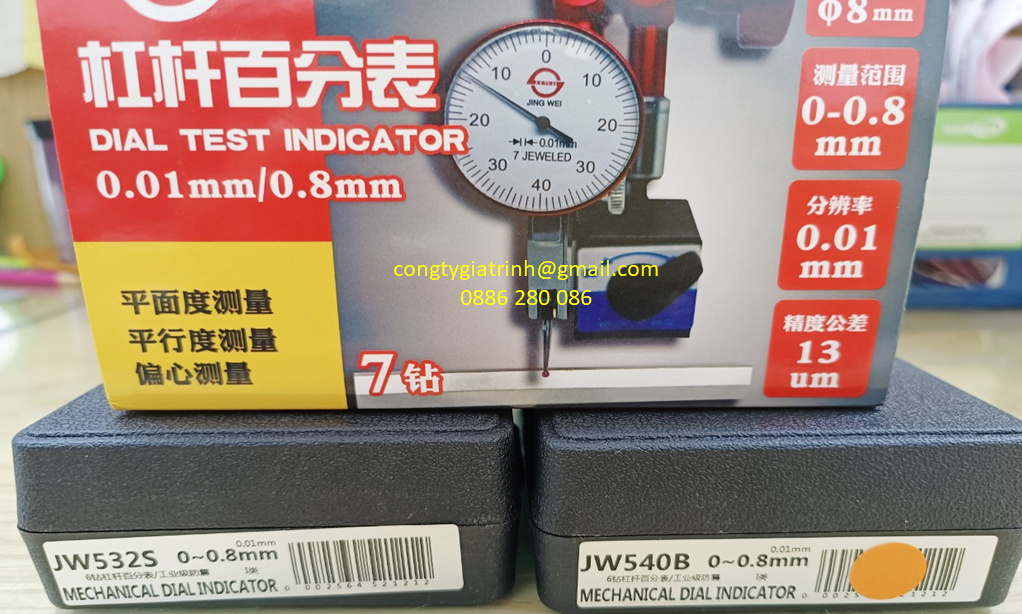 杠杆百分表
DIAL TEST INDICATOR
0.01mm/0.8mm
平面度测量
平行度测量
偏心测量
7钻
0
10 10
20 20
30 30
40
JING WEI
0.01mm
7 JEWELED
φ8mm
测量范围
0-0.8
mm
分辨率
0.01
mm
精度公差
13
um
congtygiatrinh@gmail.com
0886 280 086
JW532S 0~0.8mm
0.01mm
6钻杠杆百分表/工业级防震
MECHANICAL DIAL INDICATOR
0 002564 521212
JW540B 0~0.8mm
0.01mm
6钻杠杆百分表/工业级防震
MECHANICAL DIAL INDICATOR